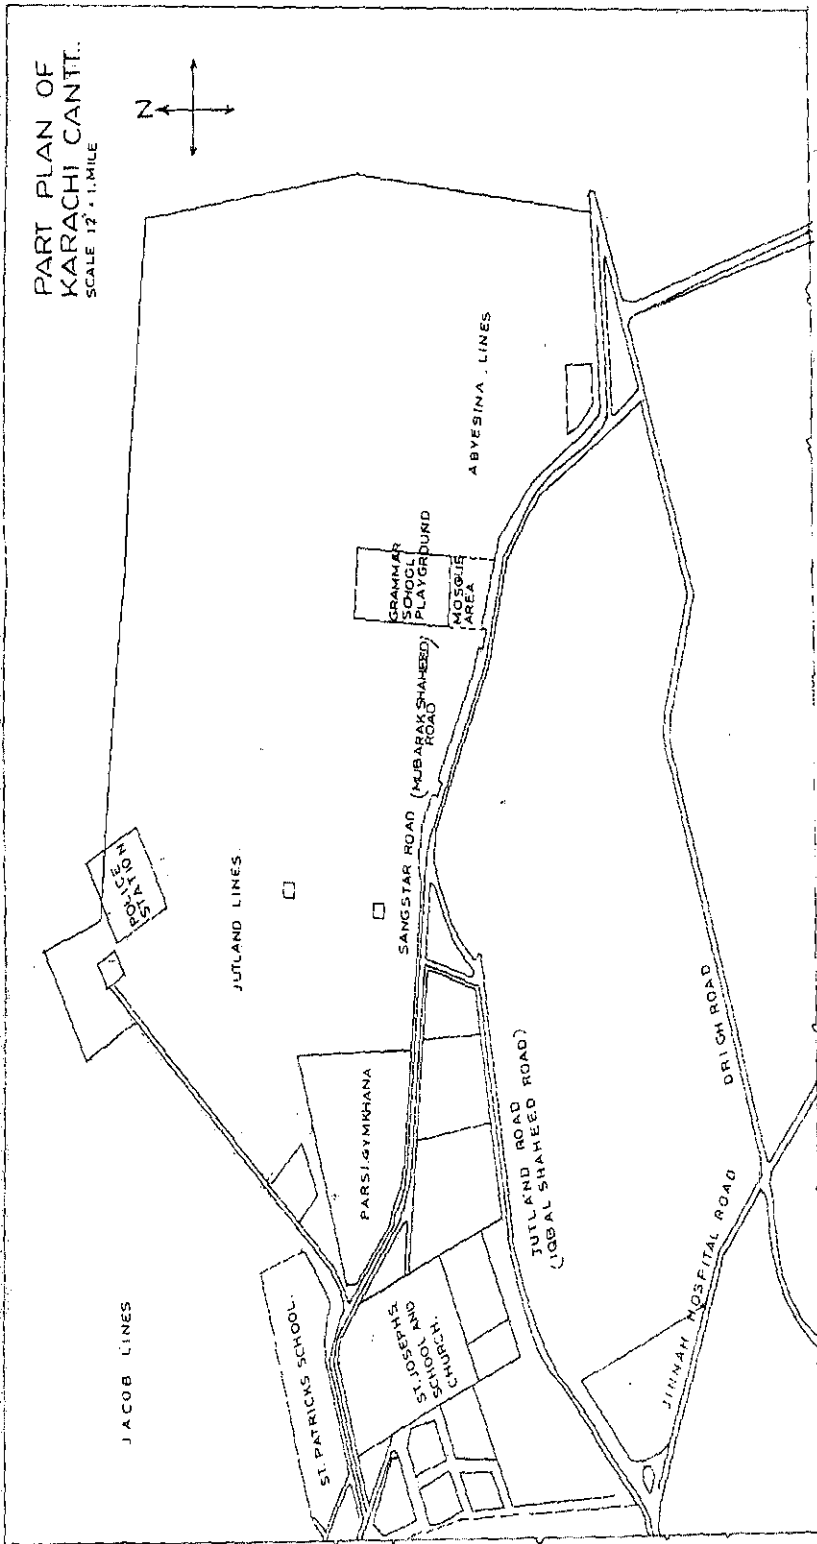 PART PLAN OF
KARACHI CANTT.
SCALE 12" = 1. MILE
N
JACOB LINES
POLICE
STATION
JUTLAND LINES.
ABYESINA. LINES
GRAMMAR
SCHOOL
PLAYGROUND
MOSQUE
AREA
SANGSTAR ROAD
(MUBARAK SHAHEED)
ROAD
PARSI. GYMKHANA
ST. PATRICKS SCHOOL.
ST. JOSEPHS.
SCHOOL AND
CHURCH.
JUTLAND ROAD
(IQBAL SHAHEED ROAD)
DRIGH ROAD
JINNAH HOSPITAL ROAD